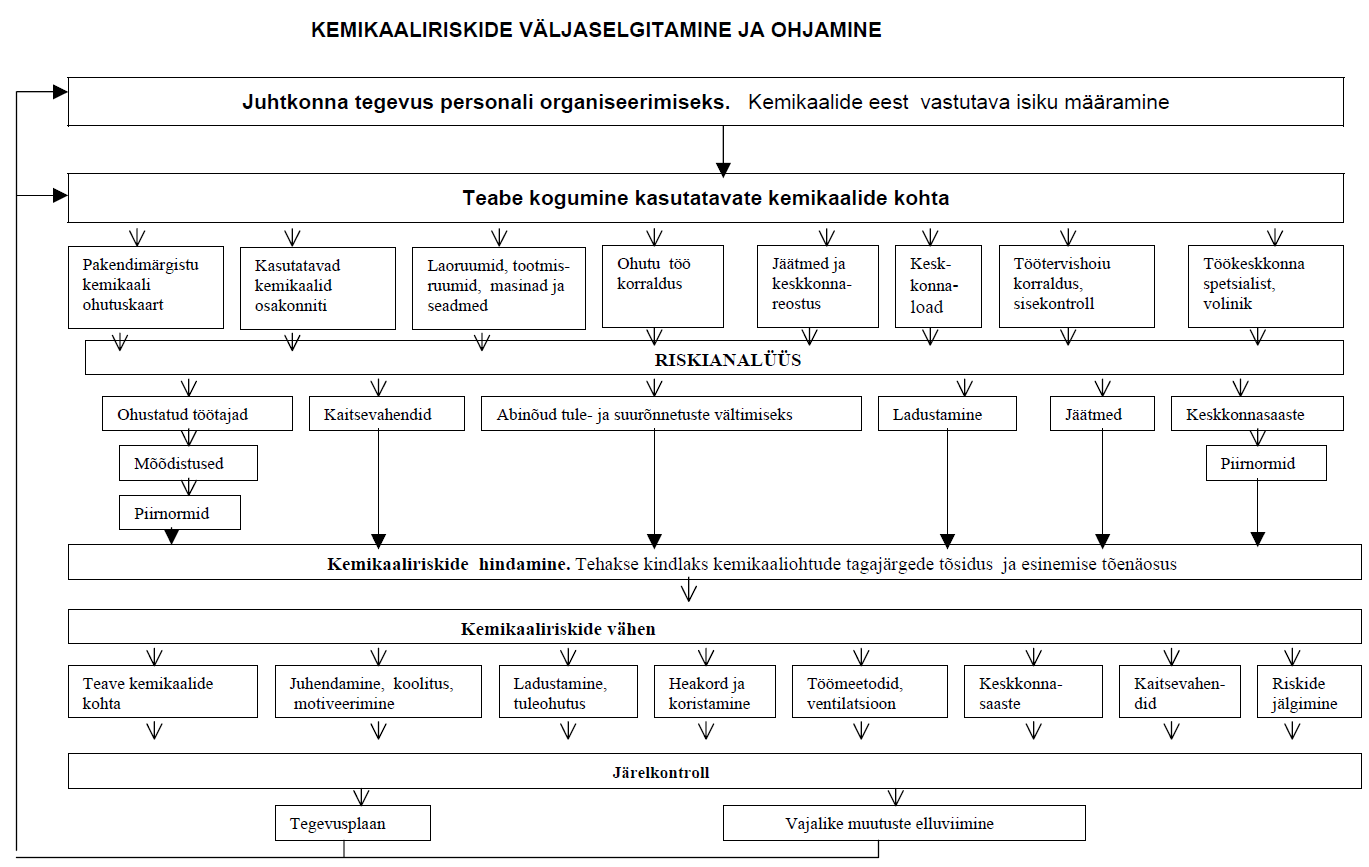 KEMIKAALIRISKIDE VÄLJASELGITAMINE JA OHJAMINE
Juhtkonna tegevus personali organiseerimiseks. Kemikaalide eest vastutava isiku määramine
Teabe kogumine kasutatavate kemikaalide kohta
Pakendimärgistu
kemikaali
ohutuskaart
Kasutatavad
kemikaalid
osakonniti
Laoruumid, tootmis-
ruumid, masinad ja
seadmed
Ohutu töö
korraldus
Jäätmed ja
keskkonna-
reostus
Kesk-
konna-
load
Töötervishoiu
korraldus,
sisekontroll
Töökeskkonna
spetsialist,
volinik
RISKIANALÜÜS
Ohustatud töötajad
Kaitsevahendid
Abinõud tule- ja suurõnnetuste vältimiseks
Ladustamine
Jäätmed
Keskkonnasaaste
Mõõdistused
Piirnormid
Piirnormid
Kemikaaliriskide hindamine. Tehakse kindlaks kemikaaliohtude tagajärgede tõsidus ja esinemise tõenäosus
Kemikaaliriskide vähen
Teave kemikaalide
kohta
Juhendamine, koolitus,
motiveerimine
Ladustamine,
tuleohutus
Heakord ja
koristamine
Töömeetodid,
ventilatsioon
Keskkonna-
saaste
Kaitsevahen-
did
Riskide
jälgimine
Järelkontroll
Tegevusplaan
Vajalike muutuste elluviimine